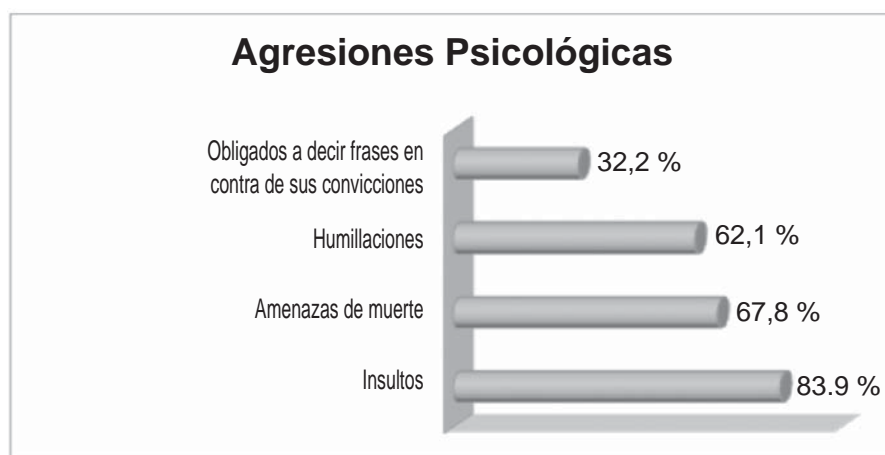 Agresiones Psicológicas
Obligados a decir frases en
contra de sus convicciones
32,2 %
Humillaciones
62,1 %
Amenazas de muerte
67,8 %
Insultos
83.9 %